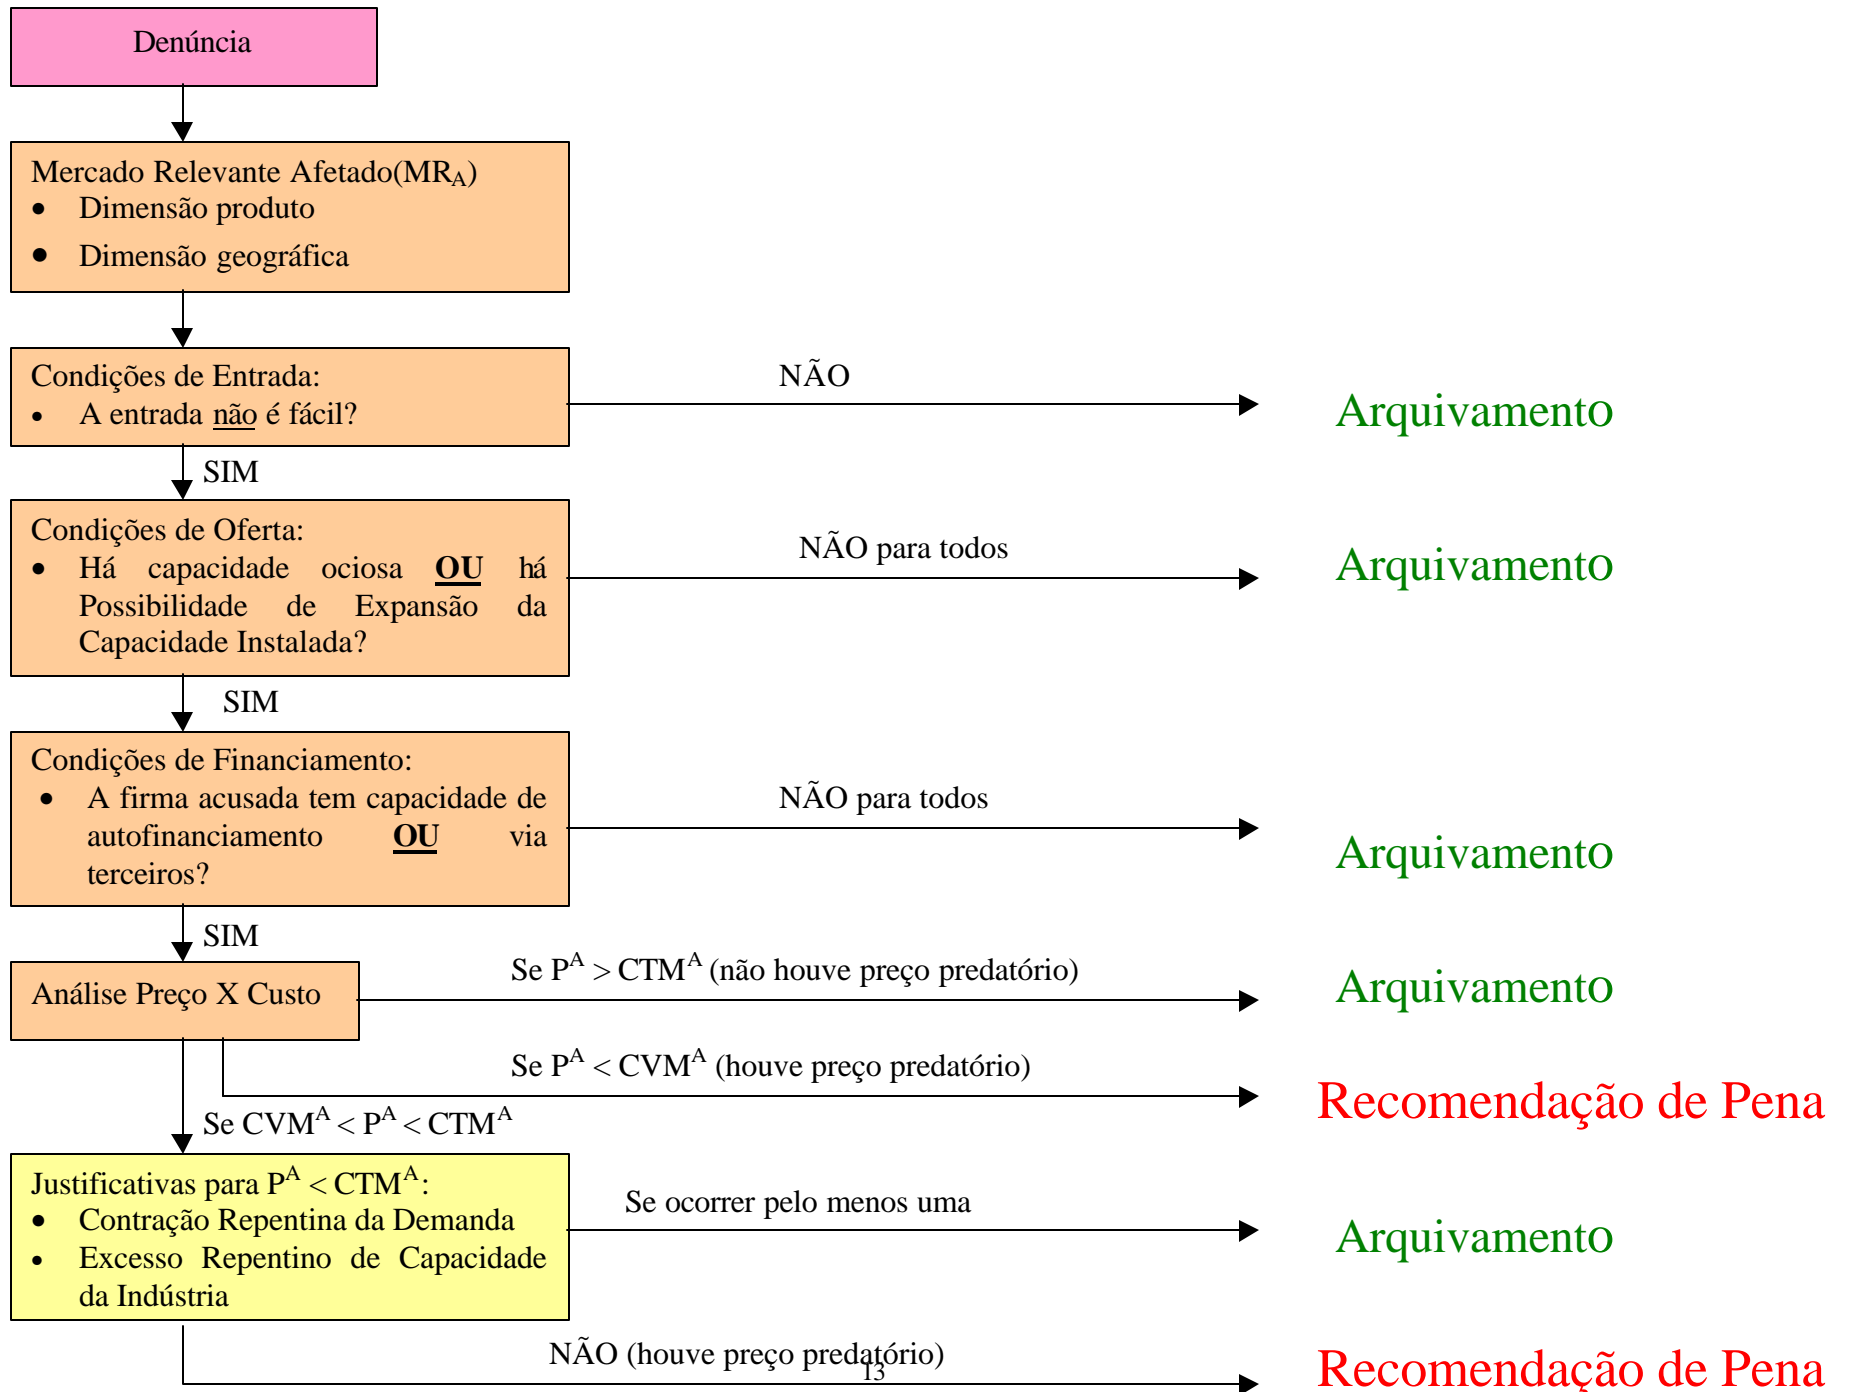 Denúncia
Mercado Relevante Afetado(MRA)
• Dimensão produto
• Dimensão geográfica
Condições de Entrada:
• A entrada não é fácil?
NÃO
Arquivamento
SIM
Condições de Oferta:
• Há capacidade ociosa OU há
Possibilidade de Expansão da
Capacidade Instalada?
NÃO para todos
Arquivamento
SIM
Condições de Financiamento:
• A firma acusada tem capacidade de
autofinanciamento OU via
terceiros?
NÃO para todos
Arquivamento
SIM
Análise Preço X Custo
Se PA > CTMA (não houve preço predatório)
Arquivamento
Se PA < CVMA (houve preço predatório)
Recomendação de Pena
Se CVMA < PA < CTMA
Justificativas para PA < CTMA:
• Contração Repentina da Demanda
• Excesso Repentino de Capacidade
da Indústria
Se ocorrer pelo menos uma
Arquivamento
NÃO (houve preço predatório)
Recomendação de Pena
13